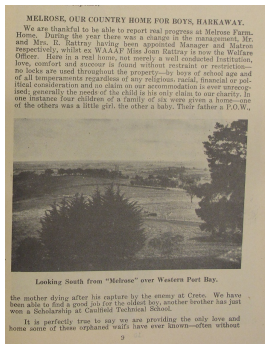 MELROSE, OUR COUNTRY HOME FOR BOYS, HARKAWAY.
We are thankful to be able to report real progress at Melrose Farm
Home. During the year there was a change in the management, Mr.
and Mrs. R. Rattray having been appointed Manager and Matron
respectively, whilst ex WAAAF Miss Joan Rattray is now the Welfare
Officer. Here in a real home, not merely a well conducted Institution,
love, comfort and succour is found without restraint or restriction—
no locks are used throughout the property—by boys of school age and
of all temperaments regardless of any religious, racial, financial or pol-
itical consideration and no claim on our accommodation is ever unrecog-
ised; generally the needs of the child is his only claim to our charity. In
one instance four children of a family of six were given a home—one
of the others was a little girl, the other a baby. Their father a P.O.W.,
Looking South from "Melrose" over Western Port Bay.
the mother dying after his capture by the enemy at Crete. We have
been able to find a good job for the oldest boy, another brother has just
won a Scholarship at Caulfield Technical School.
It is perfectly true to say we are providing the only love and
home some of these orphaned waifs have ever known—often without
9